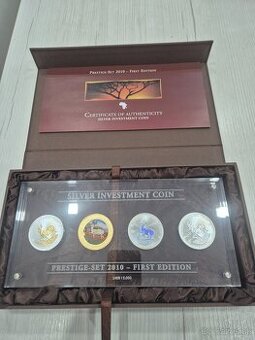 PRESTIGE-SET 2010 – FIRST EDITION
CERTIFICATE OF AUTHENTICITY
SILVER INVESTMENT COIN
SILVER INVESTMENT COIN
PRESTIGE-SET 2010 – FIRST EDITION